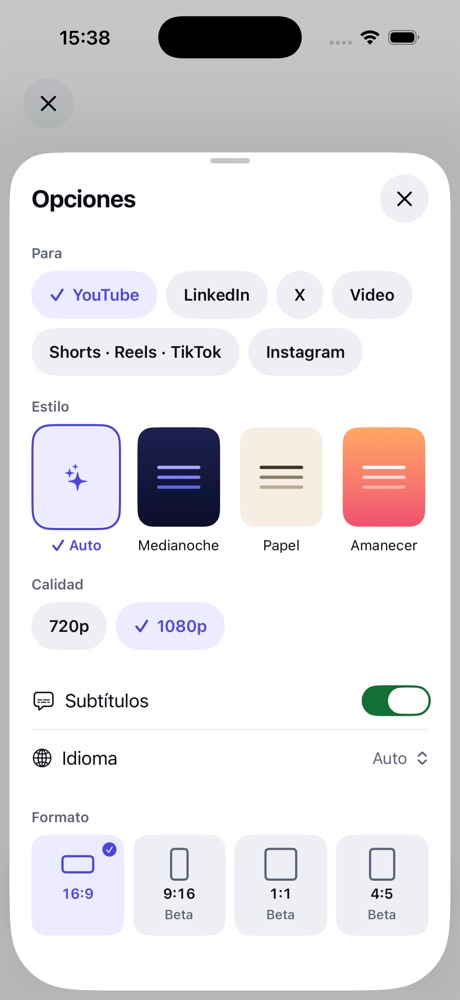 15:38
Opciones
Para
YouTube
LinkedIn
X
Video
Shorts · Reels · TikTok
Instagram
Estilo
Auto
Medianoche
Papel
Amanecer
Calidad
720p
1080p
Subtítulos
Idioma
Auto
Formato
16:9
9:16
Beta
1:1
Beta
4:5
Beta